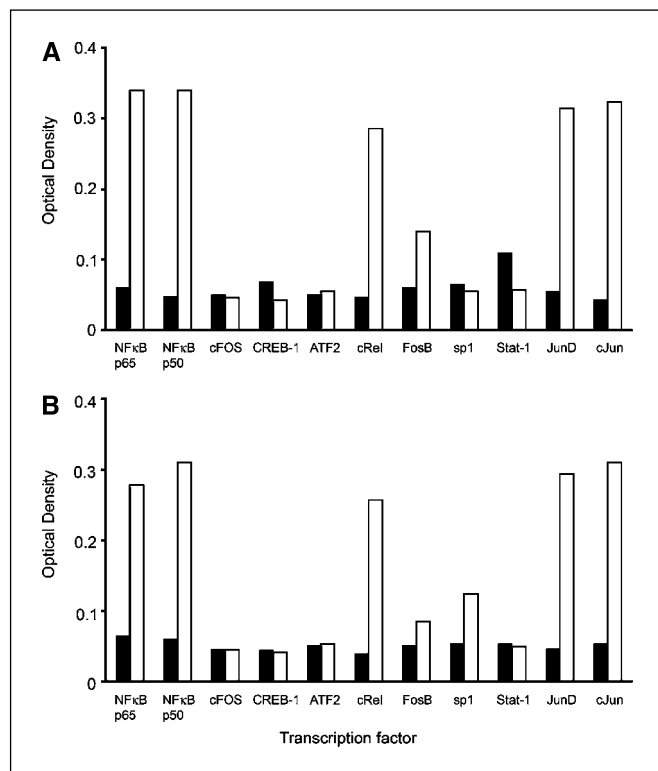 A
0.4
0.3
0.2
0.1
0
Optical Density
NFκB p65 NFκB p50 cFOS CREB-1 ATF2 cRel FosB sp1 Stat-1 JunD cJun
B
0.4
0.3
0.2
0.1
0
Optical Density
NFκB p65 NFκB p50 cFOS CREB-1 ATF2 cRel FosB sp1 Stat-1 JunD cJun
Transcription factor